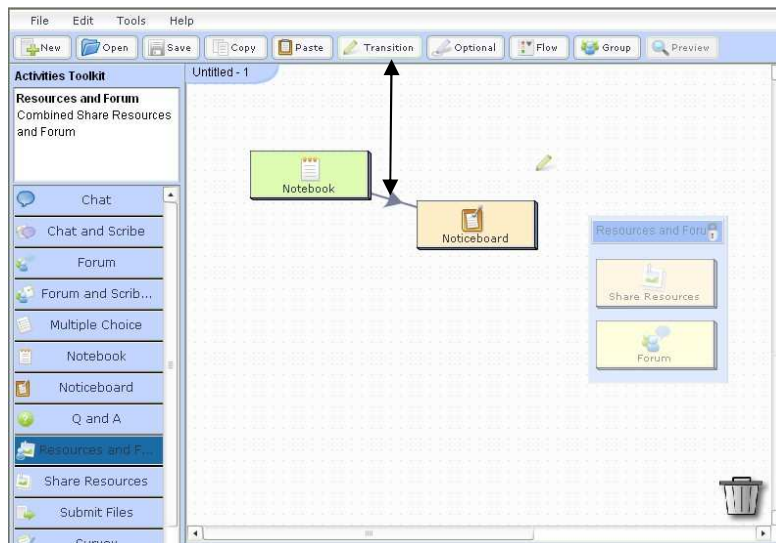 File Edit Tools Help
New Open Save Copy Paste Transition Optional Flow Group Preview
Activities Toolkit
Untitled - 1
Resources and Forum
Combined Share Resources
and Forum
Chat
Chat and Scribe
Forum
Forum and Scrib...
Multiple Choice
Notebook
Noticeboard
Q and A
Resources and F...
Share Resources
Submit Files
Survey
Notebook
Noticeboard
Resources and Foru
Share Resources
Forum